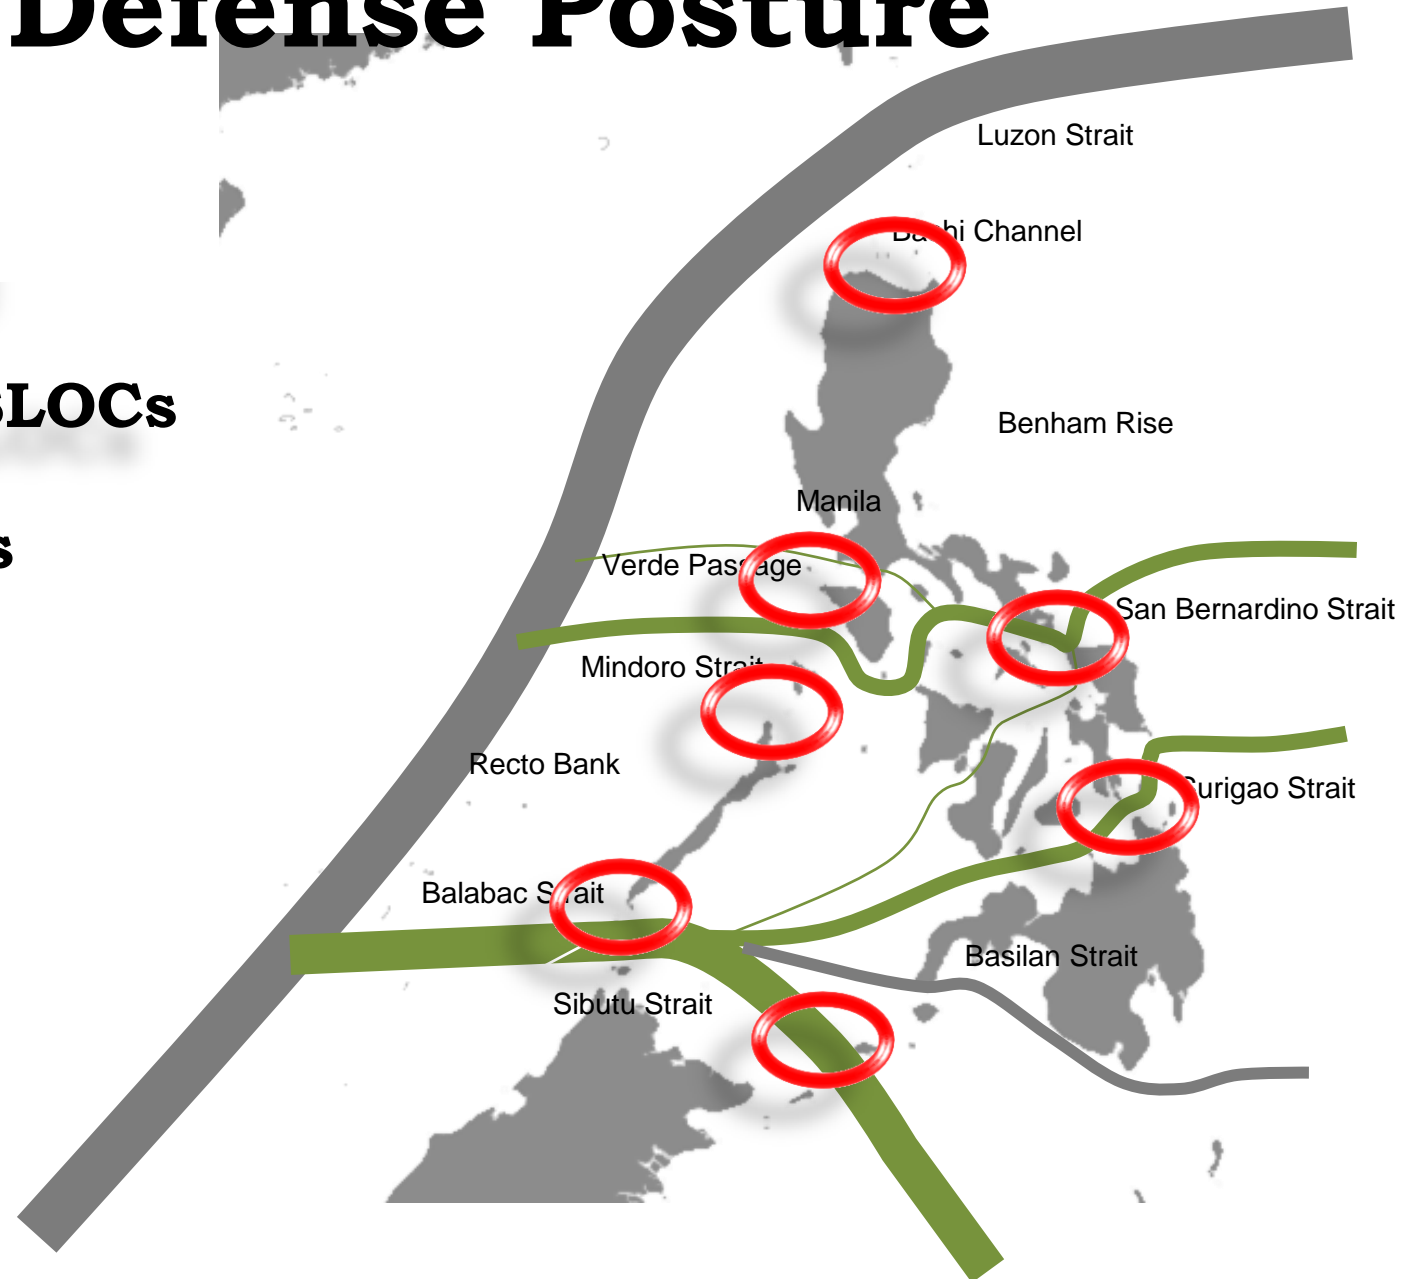 Defense Posture
Luzon Strait
Bashi Channel
SLOCs
Benham Rise
Manila
s
Verde Passage
San Bernardino Strait
Mindoro Strait
Recto Bank
Surigao Strait
Balabac Strait
Basilan Strait
Sibutu Strait